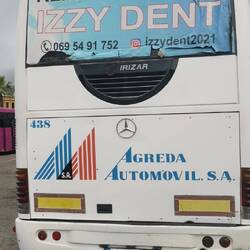 IZZY DENT
069 54 91 752 izzydent2021
IRIZAR
438
S.A.
AGREDA
AUTOMOVIL, S.A.